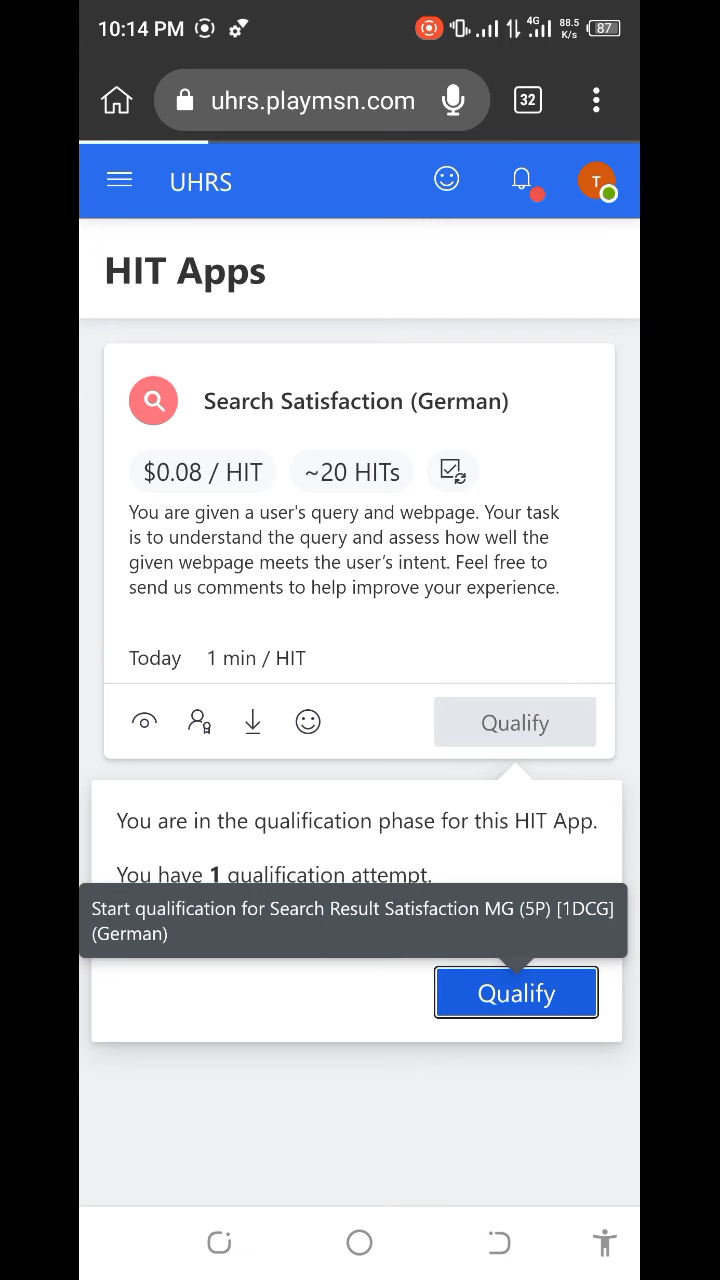 10:14 PM 4G 88.5 K/s 87
uhrs.playmsn.com 32
UHRS T
HIT Apps
Search Satisfaction (German)
$0.08 / HIT ~20 HITs
You are given a user's query and webpage. Your task
is to understand the query and assess how well the
given webpage meets the user’s intent. Feel free to
send us comments to help improve your experience.
Today 1 min / HIT
Qualify
You are in the qualification phase for this HIT App.
You have 1 qualification attempt.
Start qualification for Search Result Satisfaction MG (5P) [1DCG]
(German)
Qualify